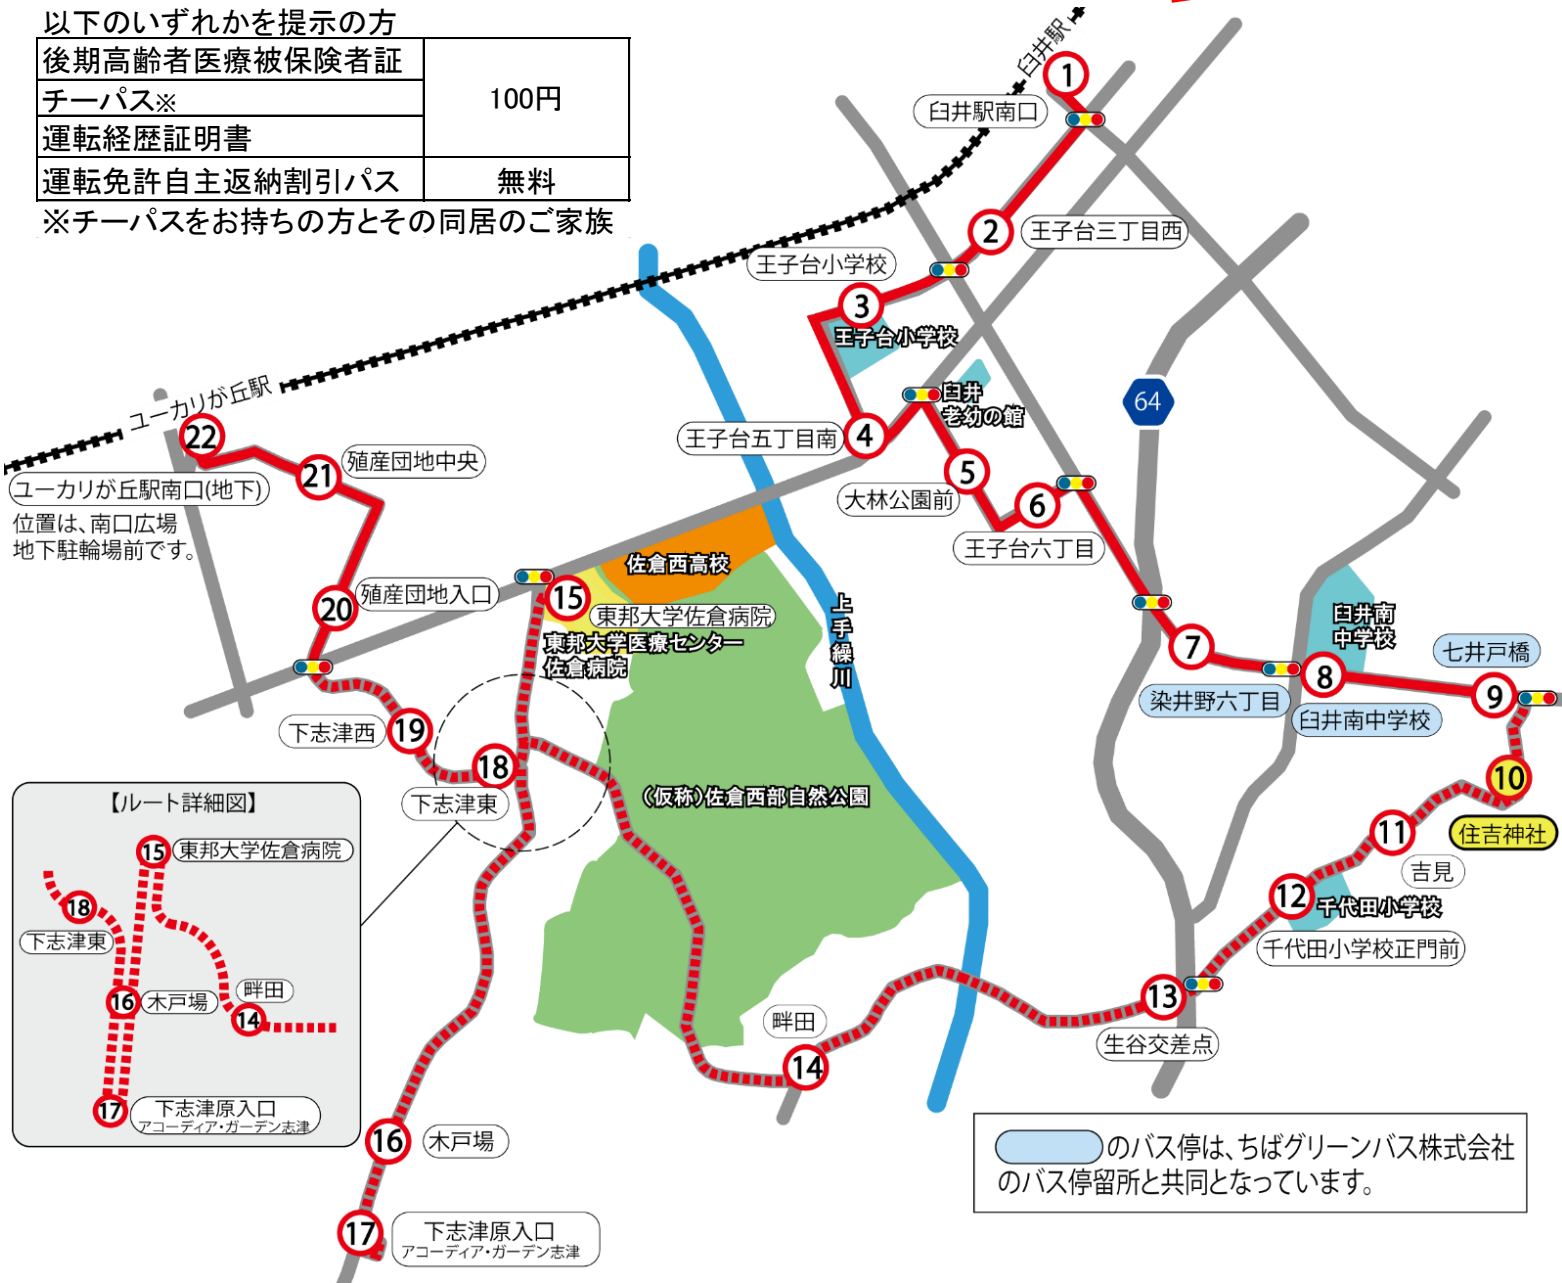 以下のいずれかを提示の方
後期高齢者医療被保険者証
チーパス※
100円
運転経歴証明書
運転免許自主返納割引パス
無料
※チーパスをお持ちの方とその同居のご家族
臼井駅
1
臼井駅南口
2
王子台三丁目西
王子台小学校
3
王子台小学校
臼井
老幼の館
64
王子台五丁目南
4
5
大林公園前
6
王子台六丁目
ユーカリが丘駅
22
ユーカリが丘駅南口(地下)
位置は、南口広場
地下駐輪場前です。
21
殖産団地中央
20
殖産団地入口
佐倉西高校
15
東邦大学佐倉病院
東邦大学医療センター
佐倉病院
上手繰川
臼井南
中学校
7
染井野六丁目
8
臼井南中学校
七井戸橋
9
10
住吉神社
11
吉見
12
千代田小学校
千代田小学校正門前
13
生谷交差点
下志津西
19
18
下志津東
(仮称)佐倉西部自然公園
畔田
14
【ルート詳細図】
15
東邦大学佐倉病院
18
下志津東
16
木戸場
畔田
14
17
下志津原入口
アコーディア・ガーデン志津
16
木戸場
17
下志津原入口
アコーディア・ガーデン志津
のバス停は、ちばグリーンバス株式会社
のバス停留所と共同となっています。